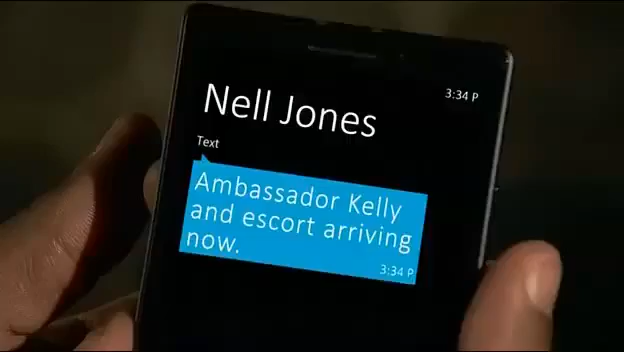 3:34 P
Nell Jones
Text
Ambassador Kelly
and escort arriving
now.
3:34 P